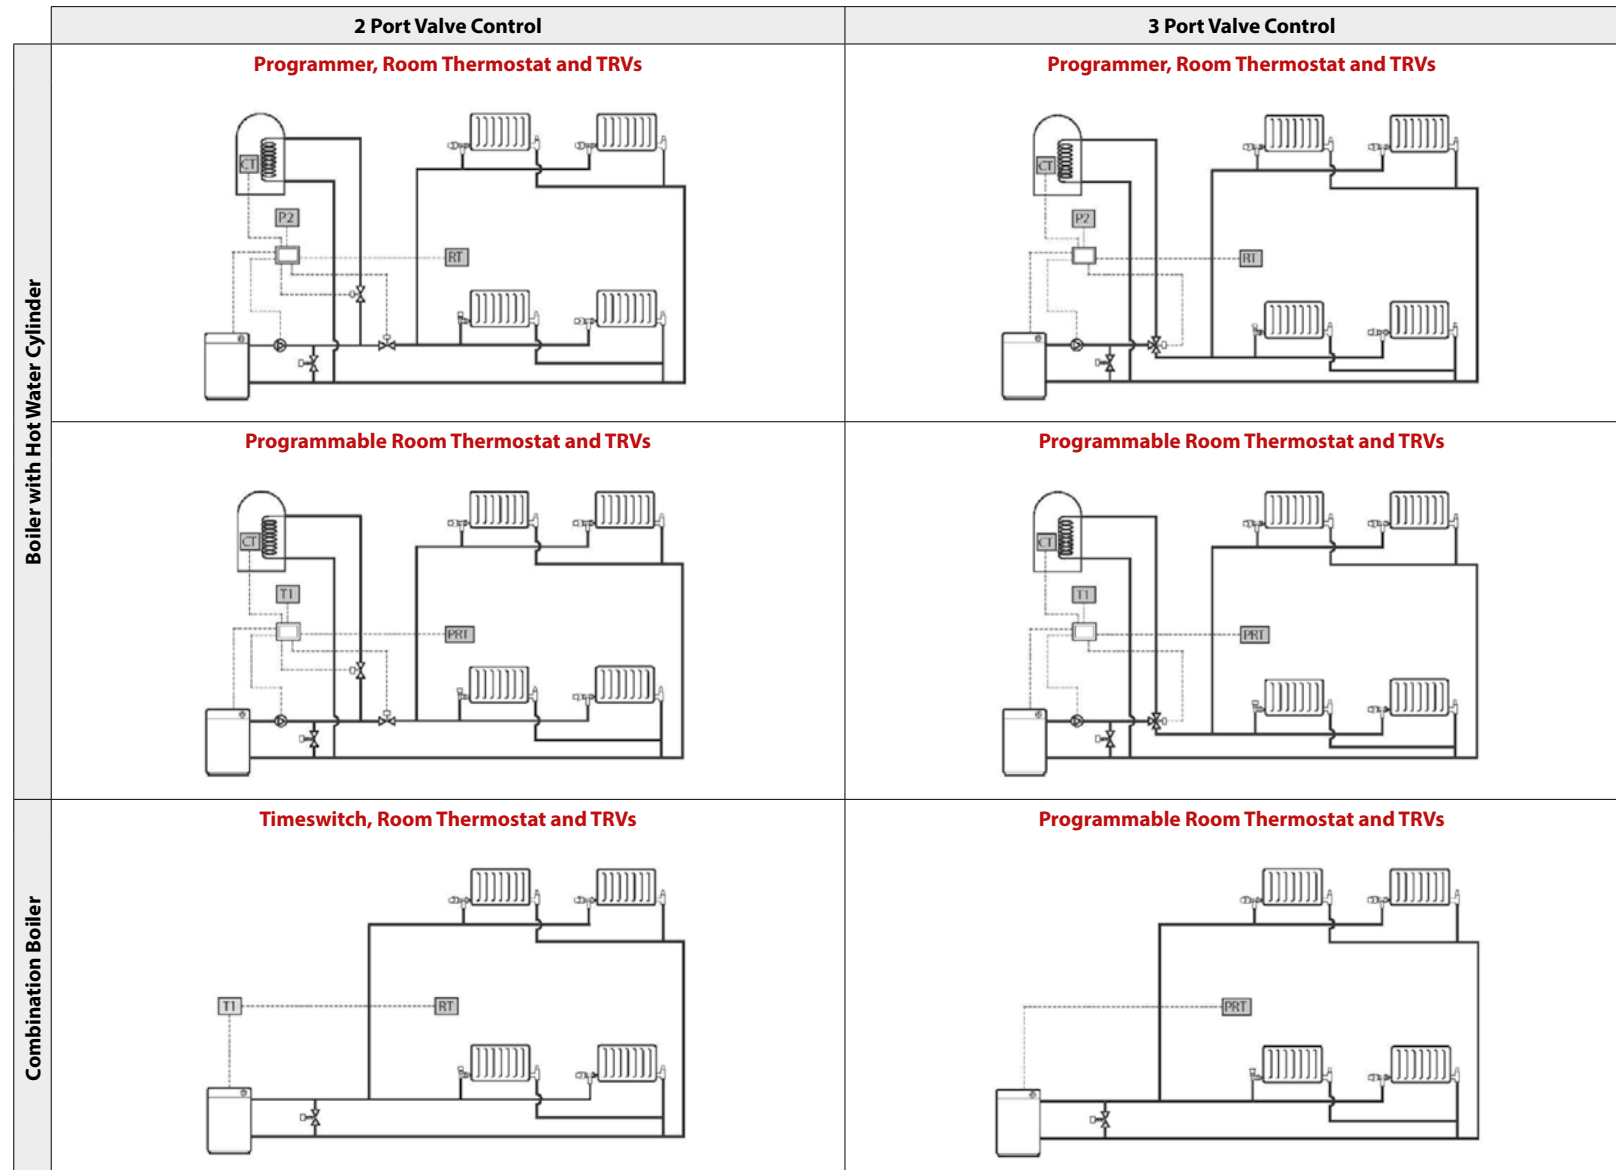 2 Port Valve Control
3 Port Valve Control
Boiler with Hot Water Cylinder
Programmer, Room Thermostat and TRVs
CT
P2
RT
Programmer, Room Thermostat and TRVs
CT
P2
RT
Programmable Room Thermostat and TRVs
CT
T1
PRT
Programmable Room Thermostat and TRVs
CT
T1
PRT
Combination Boiler
Timeswitch, Room Thermostat and TRVs
T1
RT
Programmable Room Thermostat and TRVs
PRT